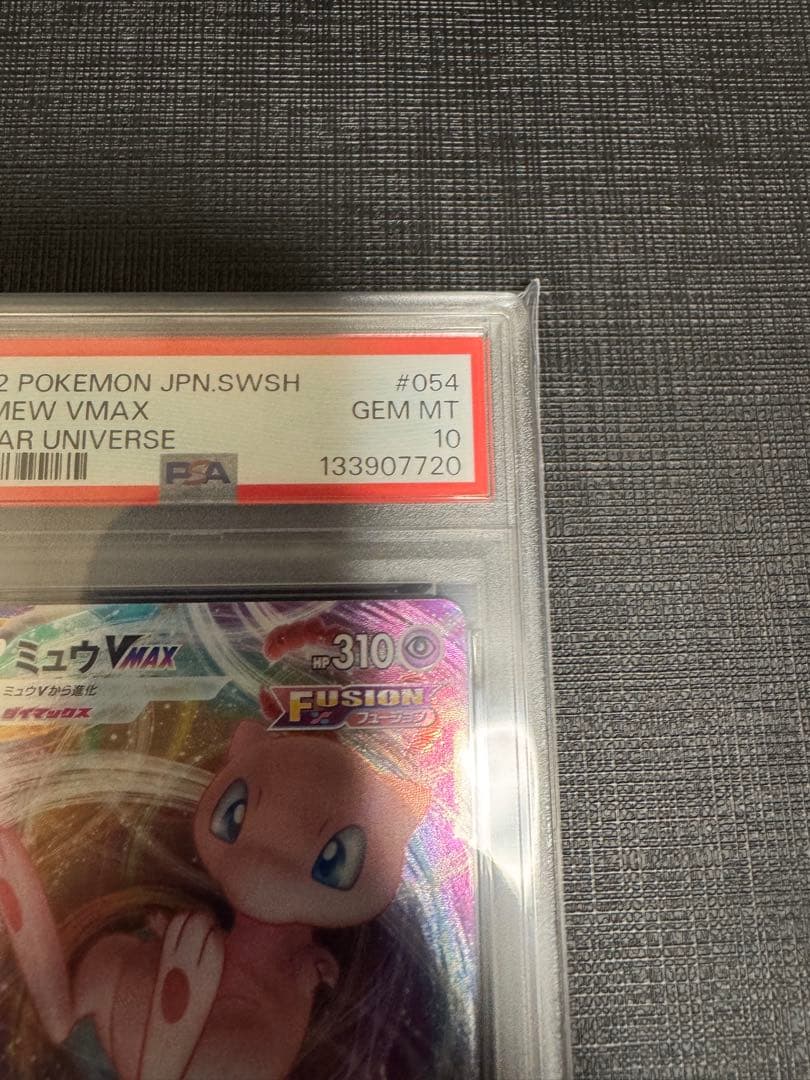 2 POKEMON JPN.SWSH #054
MEW VMAX GEM MT
AR UNIVERSE 10
PSA 133907720
ミュウVMAX HP310
ミュウVから進化
ダイマックス
FUSION
フュージョン